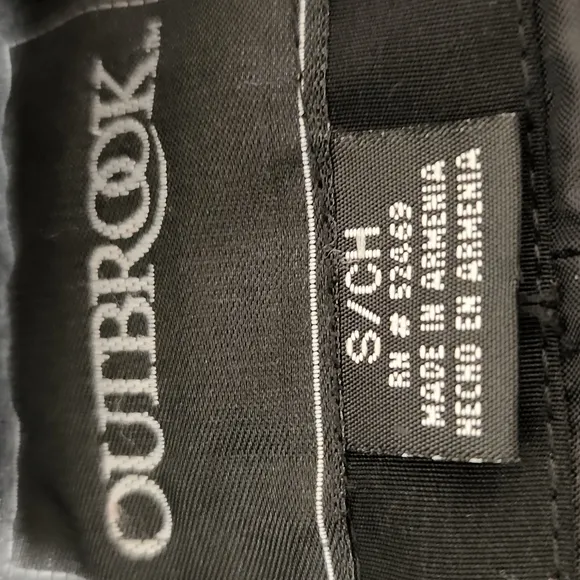 OUTBROOK
S/CH
RN # 52469
MADE IN ARMENIA
HECHO EN ARMENIA